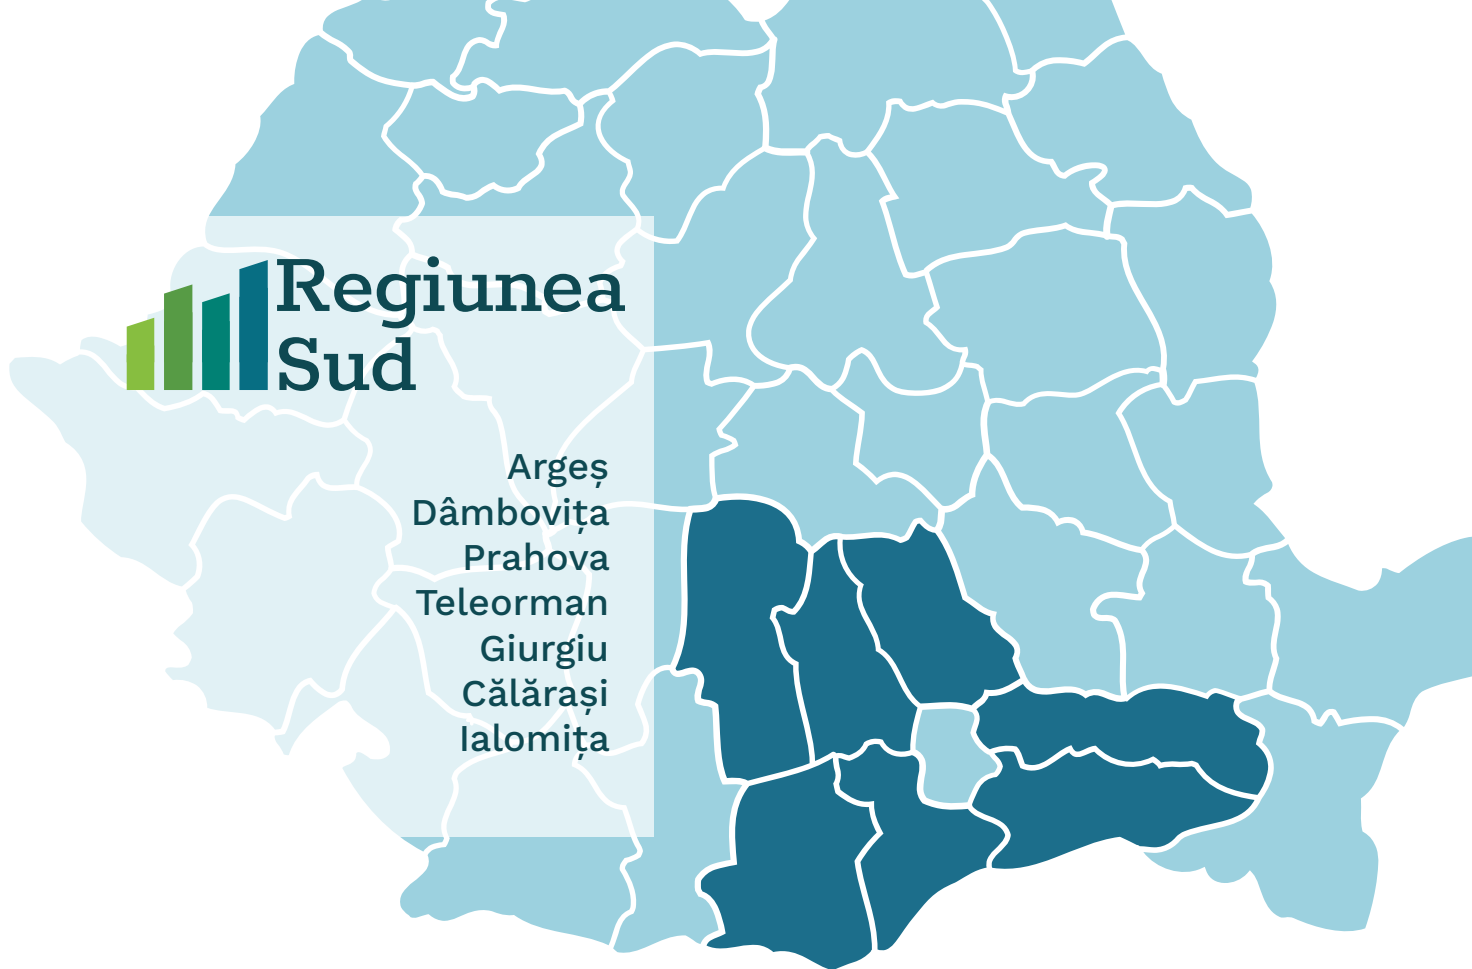 Regiunea
Sud
Argeș
Dâmbovița
Prahova
Teleorman
Giurgiu
Călărași
Ialomița